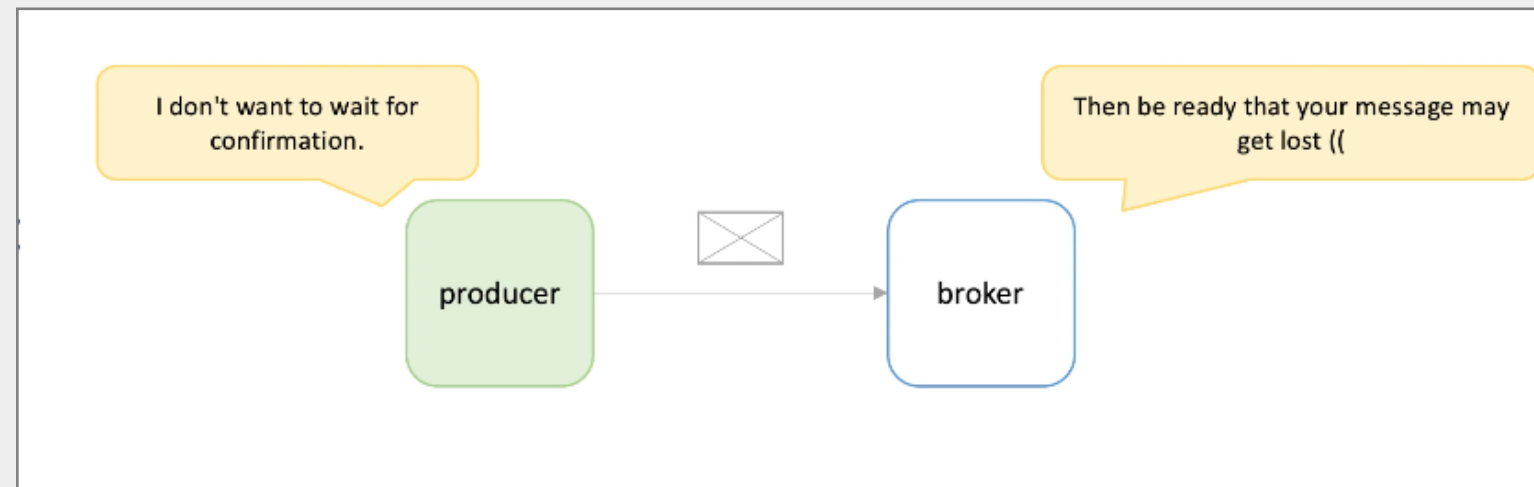 I don't want to wait for
confirmation.
Then be ready that your message may
get lost ((
producer
broker